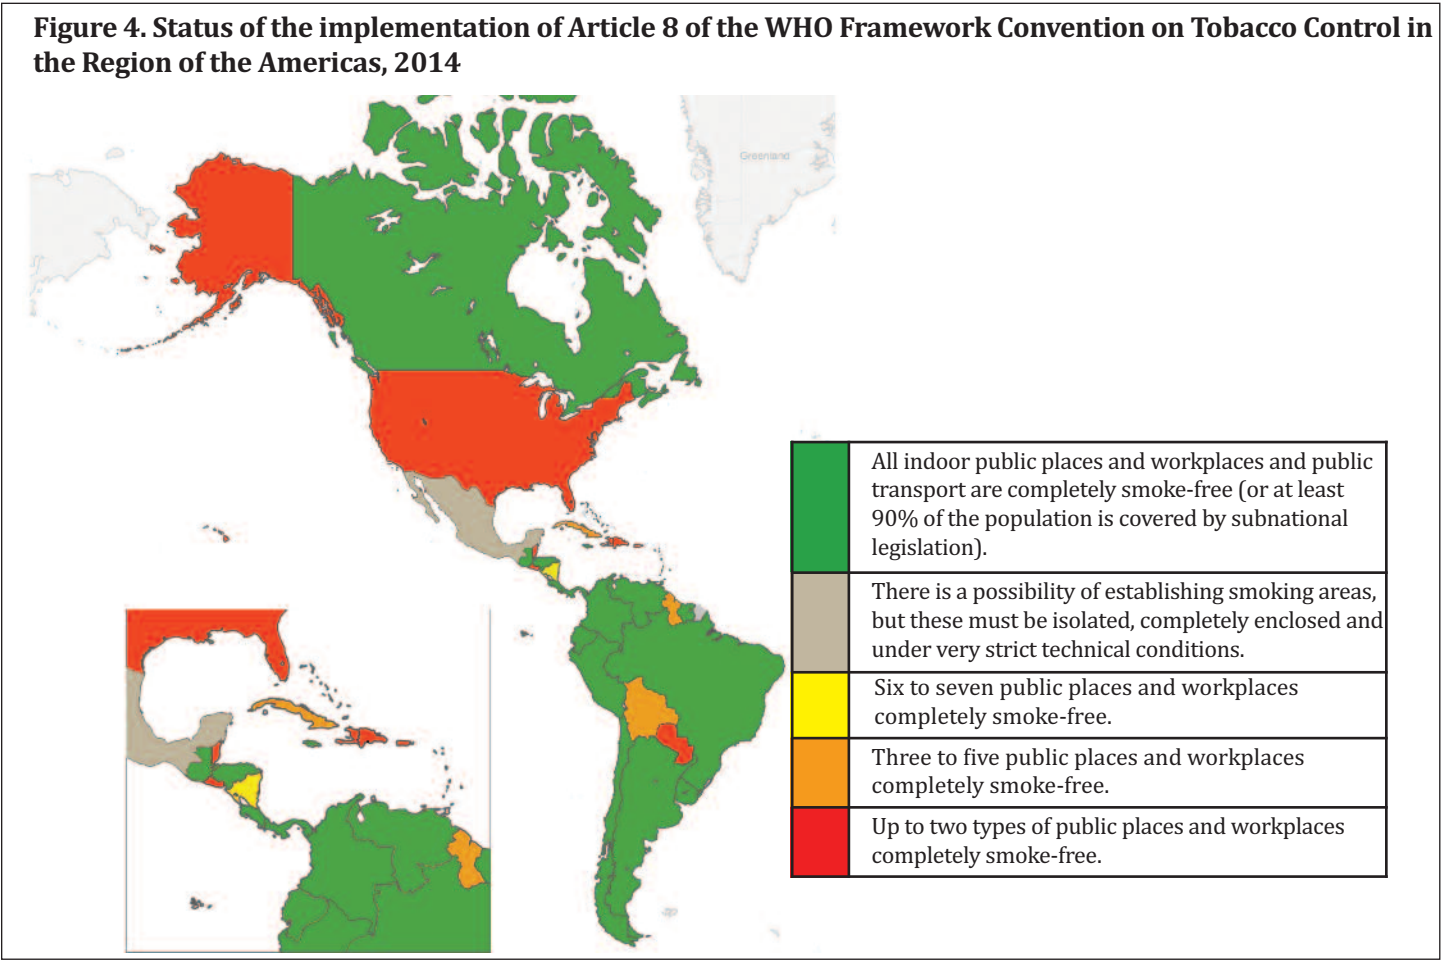 Figure 4. Status of the implementation of Article 8 of the WHO Framework Convention on Tobacco Control in
the Region of the Americas, 2014
Greenland
All indoor public places and workplaces and public
transport are completely smoke-free (or at least
90% of the population is covered by subnational
legislation).
There is a possibility of establishing smoking areas,
but these must be isolated, completely enclosed and
under very strict technical conditions.
Six to seven public places and workplaces
completely smoke-free.
Three to five public places and workplaces
completely smoke-free.
Up to two types of public places and workplaces
completely smoke-free.